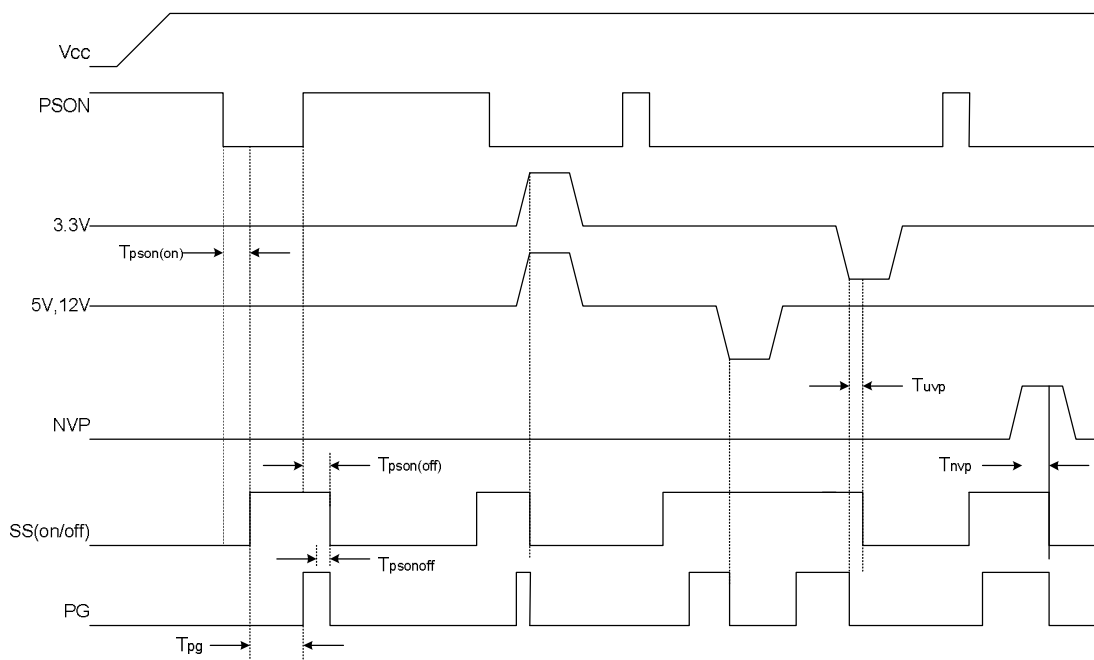 Vcc
PSON
3.3V
Tpson(on)
5V,12V
Tuvp
NVP
Tpson(off)
Tnvp
SS(on/off)
Tpsonoff
PG
Tpg